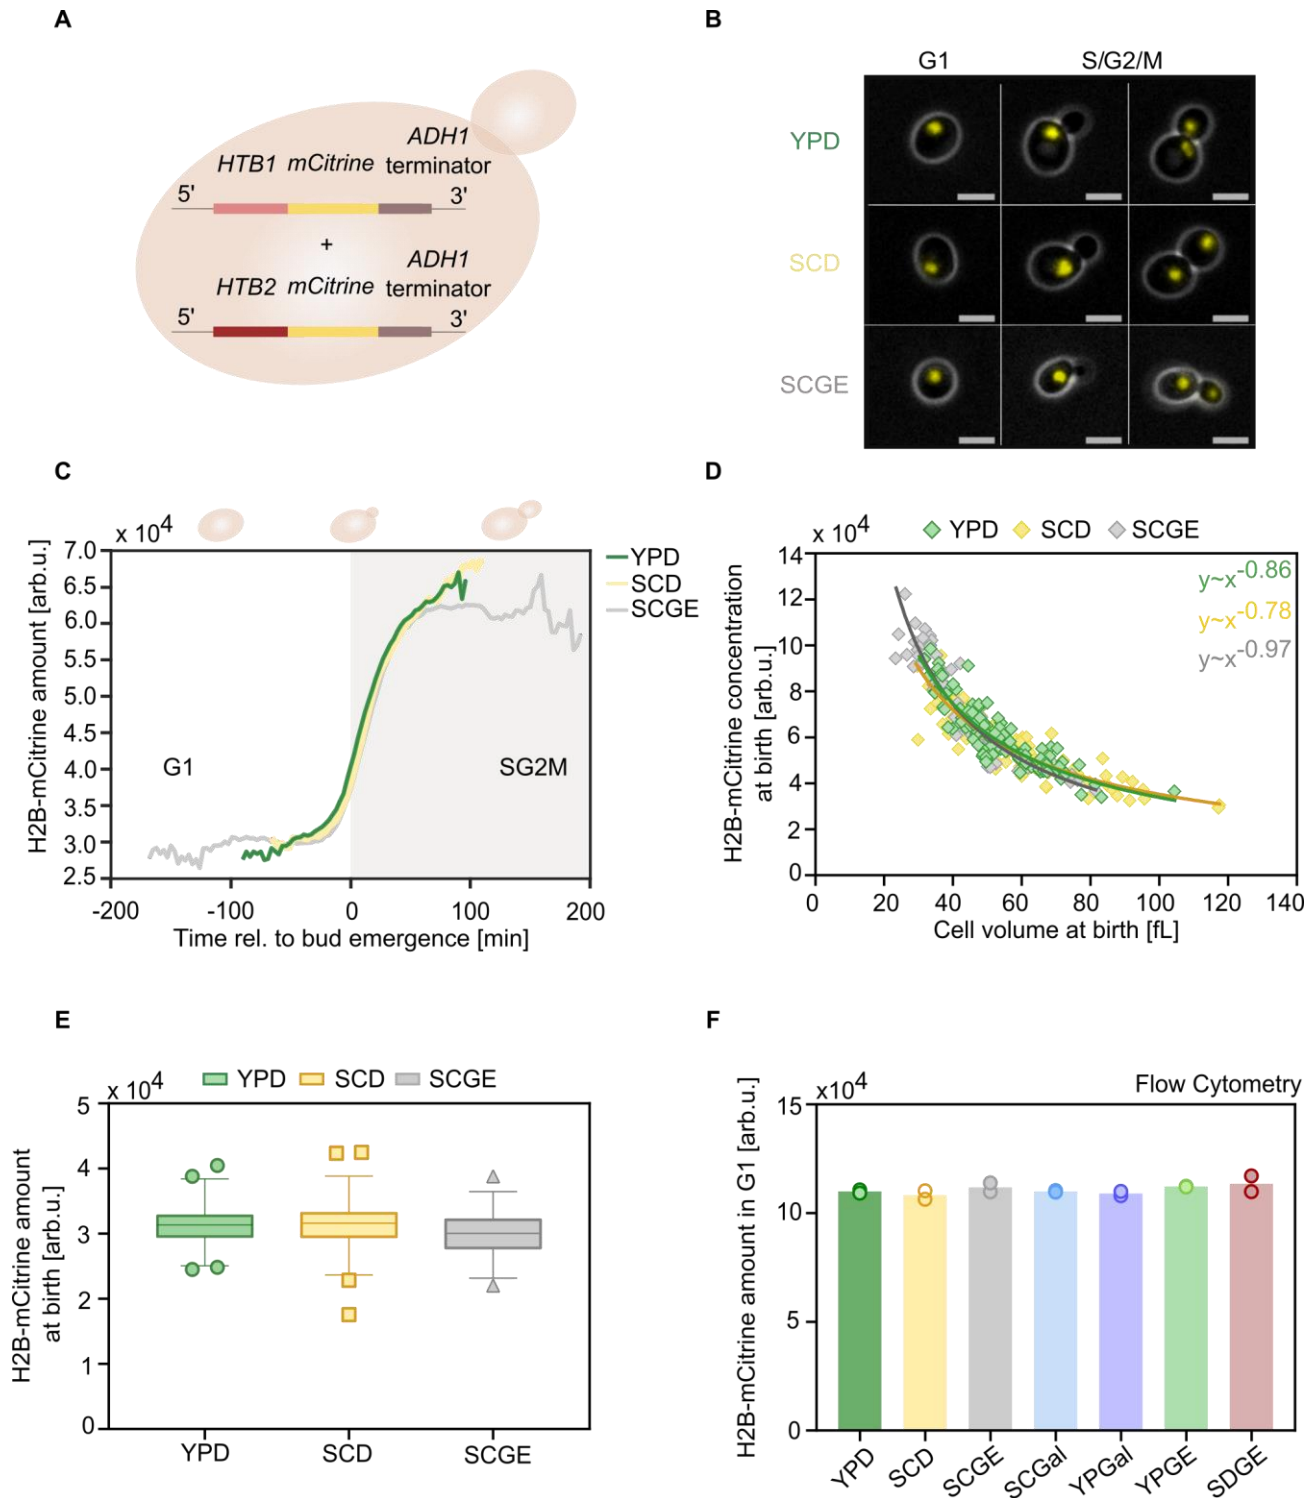 A
HTB1 mCitrine ADH1 terminator
5' 3'
+
HTB2 mCitrine ADH1 terminator
5' 3'
B
G1 S/G2/M
YPD
SCD
SCGE
C
x 10^4
H2B-mCitrine amount [arb.u.]
7.0
6.5
6.0
5.5
5.0
4.5
4.0
3.5
3.0
2.5
G1
SG2M
YPD
SCD
SCGE
-200 -100 0 100 200
Time rel. to bud emergence [min]
D
YPD SCD SCGE
x 10^4
H2B-mCitrine concentration
at birth [arb.u.]
14
12
10
8
6
4
2
0
y~x^-0.86
y~x^-0.78
y~x^-0.97
0 20 40 60 80 100 120 140
Cell volume at birth [fL]
E
YPD SCD SCGE
x 10^4
H2B-mCitrine amount
at birth [arb.u.]
5
4
3
2
1
0
YPD SCD SCGE
F
Flow Cytometry
x10^4
H2B-mCitrine amount in G1 [arb.u.]
15
10
5
0
YPD SCD SCGE SCGal YPGal YPGE SDGE